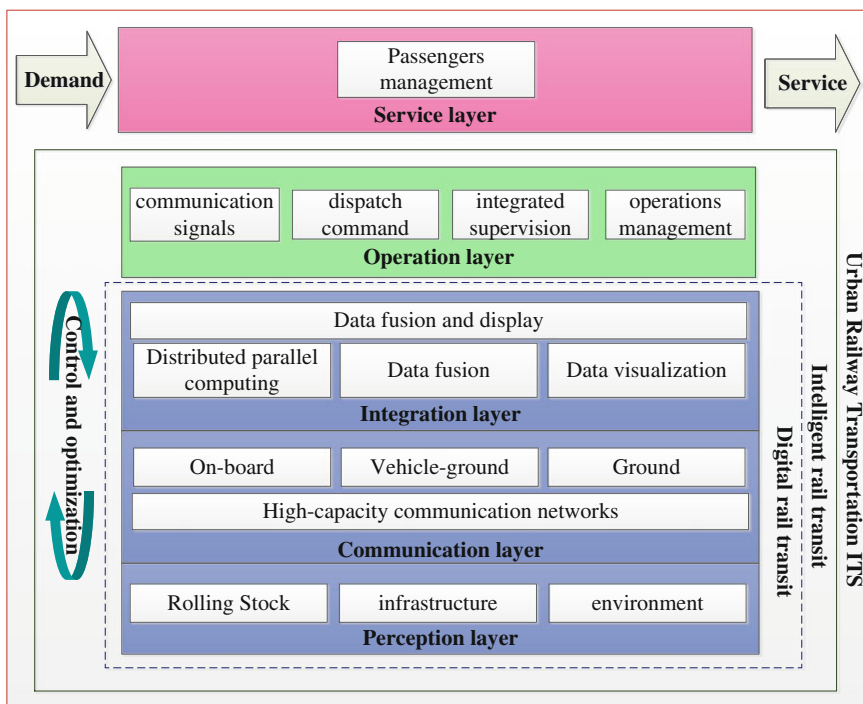 Demand
Passengers
management
Service layer
Service
communication
signals
dispatch
command
integrated
supervision
operations
management
Operation layer
Control and optimization
Data fusion and display
Distributed parallel
computing
Data fusion
Data visualization
Integration layer
On-board
Vehicle-ground
Ground
High-capacity communication networks
Communication layer
Rolling Stock
infrastructure
environment
Perception layer
Digital rail transit
Intelligent rail transit
Urban Railway Transportation ITS